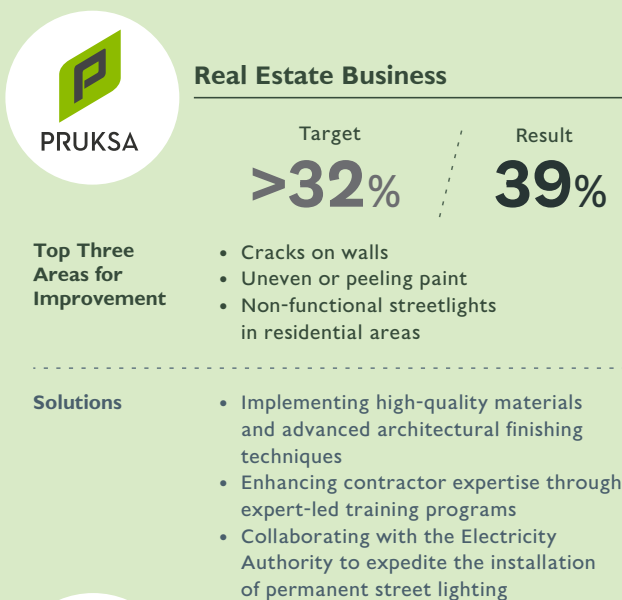 PRUKSA
Real Estate Business
Target
>32%
Result
39%
Top Three
Areas for
Improvement
• Cracks on walls
• Uneven or peeling paint
• Non-functional streetlights
in residential areas
Solutions
• Implementing high-quality materials
and advanced architectural finishing
techniques
• Enhancing contractor expertise through
expert-led training programs
• Collaborating with the Electricity
Authority to expedite the installation
of permanent street lighting